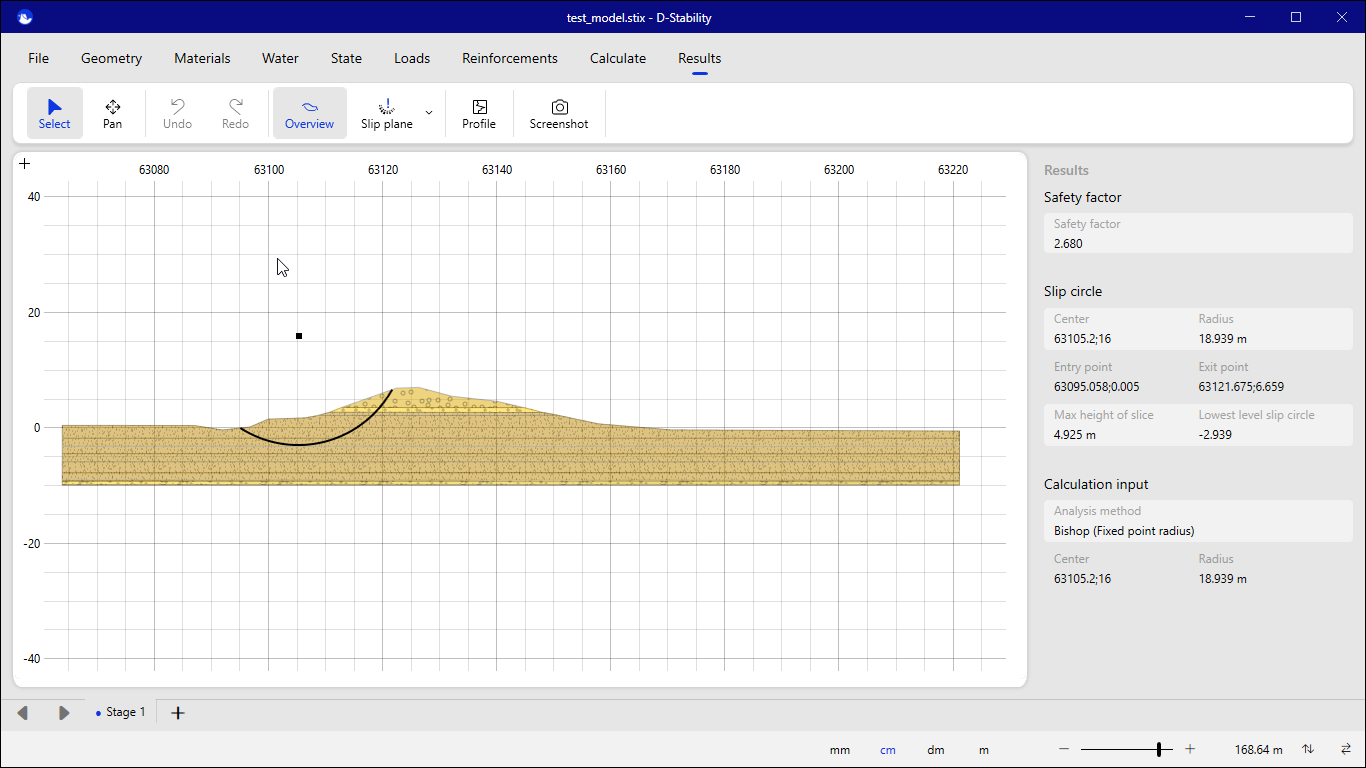 test_model.stix - D-Stability
File Geometry Materials Water State Loads Reinforcements Calculate Results
Select Pan Undo Redo Overview Slip plane Profile Screenshot
63080 63100 63120 63140 63160 63180 63200 63220
40
20
0
-20
-40
Results
Safety factor
Safety factor
2.680
Slip circle
Center Radius
63105.2;16 18.939 m
Entry point Exit point
63095.058;0.005 63121.675;6.659
Max height of slice Lowest level slip circle
4.925 m -2.939
Calculation input
Analysis method
Bishop (Fixed point radius)
Center Radius
63105.2;16 18.939 m
Stage 1
mm cm dm m 168.64 m